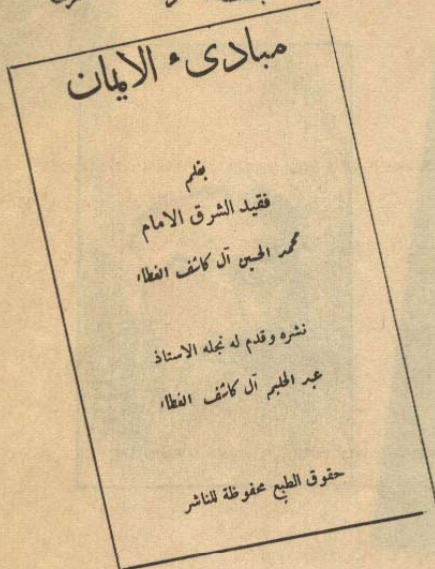 مبادىء الايمان
بقلم
فقيد الشرق الامام
محمد الحسين آل كاشف الغطاء
نشره وقدم له نجله الاستاذ
عبد الحليم آل كاشف الغطاء
حقوق الطبع محفوظة للناشر